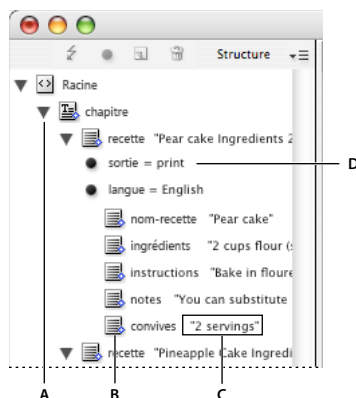 Structure
Racine
chapitre
recette "Pear cake Ingredients 2
sortie = print
D
langue = English
nom-recette "Pear cake"
ingrédients "2 cups flour (s
instructions "Bake in floure
notes "You can substitute
convives "2 servings"
recette "Pineapple Cake Ingredi
A B C